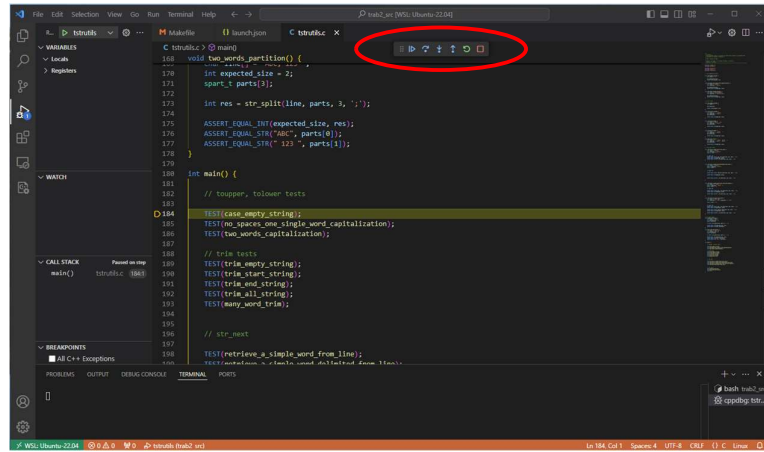 File Edit Selection View Go Run Terminal Help
trab2_src [WSL: Ubuntu-22.04]
tstrutils
Makefile
launch.json
tstrutils.c
tstrutils.c > main()
VARIABLES
Locals
Registers
WATCH
CALL STACK Paused on step
main() tstrutils.c 184:1
BREAKPOINTS
All C++ Exceptions
168 void two_words_partition() {
170 int expected_size = 2;
171 spart_t parts[3];
172
173 int res = str_split(line, parts, 3, ';');
174
175 ASSERT_EQUAL_INT(expected_size, res);
176 ASSERT_EQUAL_STR("ABC", parts[0]);
177 ASSERT_EQUAL_STR(" 123 ", parts[1]);
178 }
179
180 int main() {
181
182 // toupper, tolower tests
183
184 TEST(case_empty_string);
185 TEST(no_spaces_one_single_word_capitalization);
186 TEST(two_words_capitalization);
187
188 // trim tests
189 TEST(trim_empty_string);
190 TEST(trim_start_string);
191 TEST(trim_end_string);
192 TEST(trim_all_string);
193 TEST(many_word_trim);
194
195
196 // str_next
197
198 TEST(retrieve_a_simple_word_from_line);
PROBLEMS OUTPUT DEBUG CONSOLE TERMINAL PORTS
bash trab2_sr
cppdbg: tstr...
WSL: Ubuntu-22.04 0 0 0 tstrutils (trab2_src)
Ln 184, Col 1 Spaces: 4 UTF-8 CRLF {} C Linux